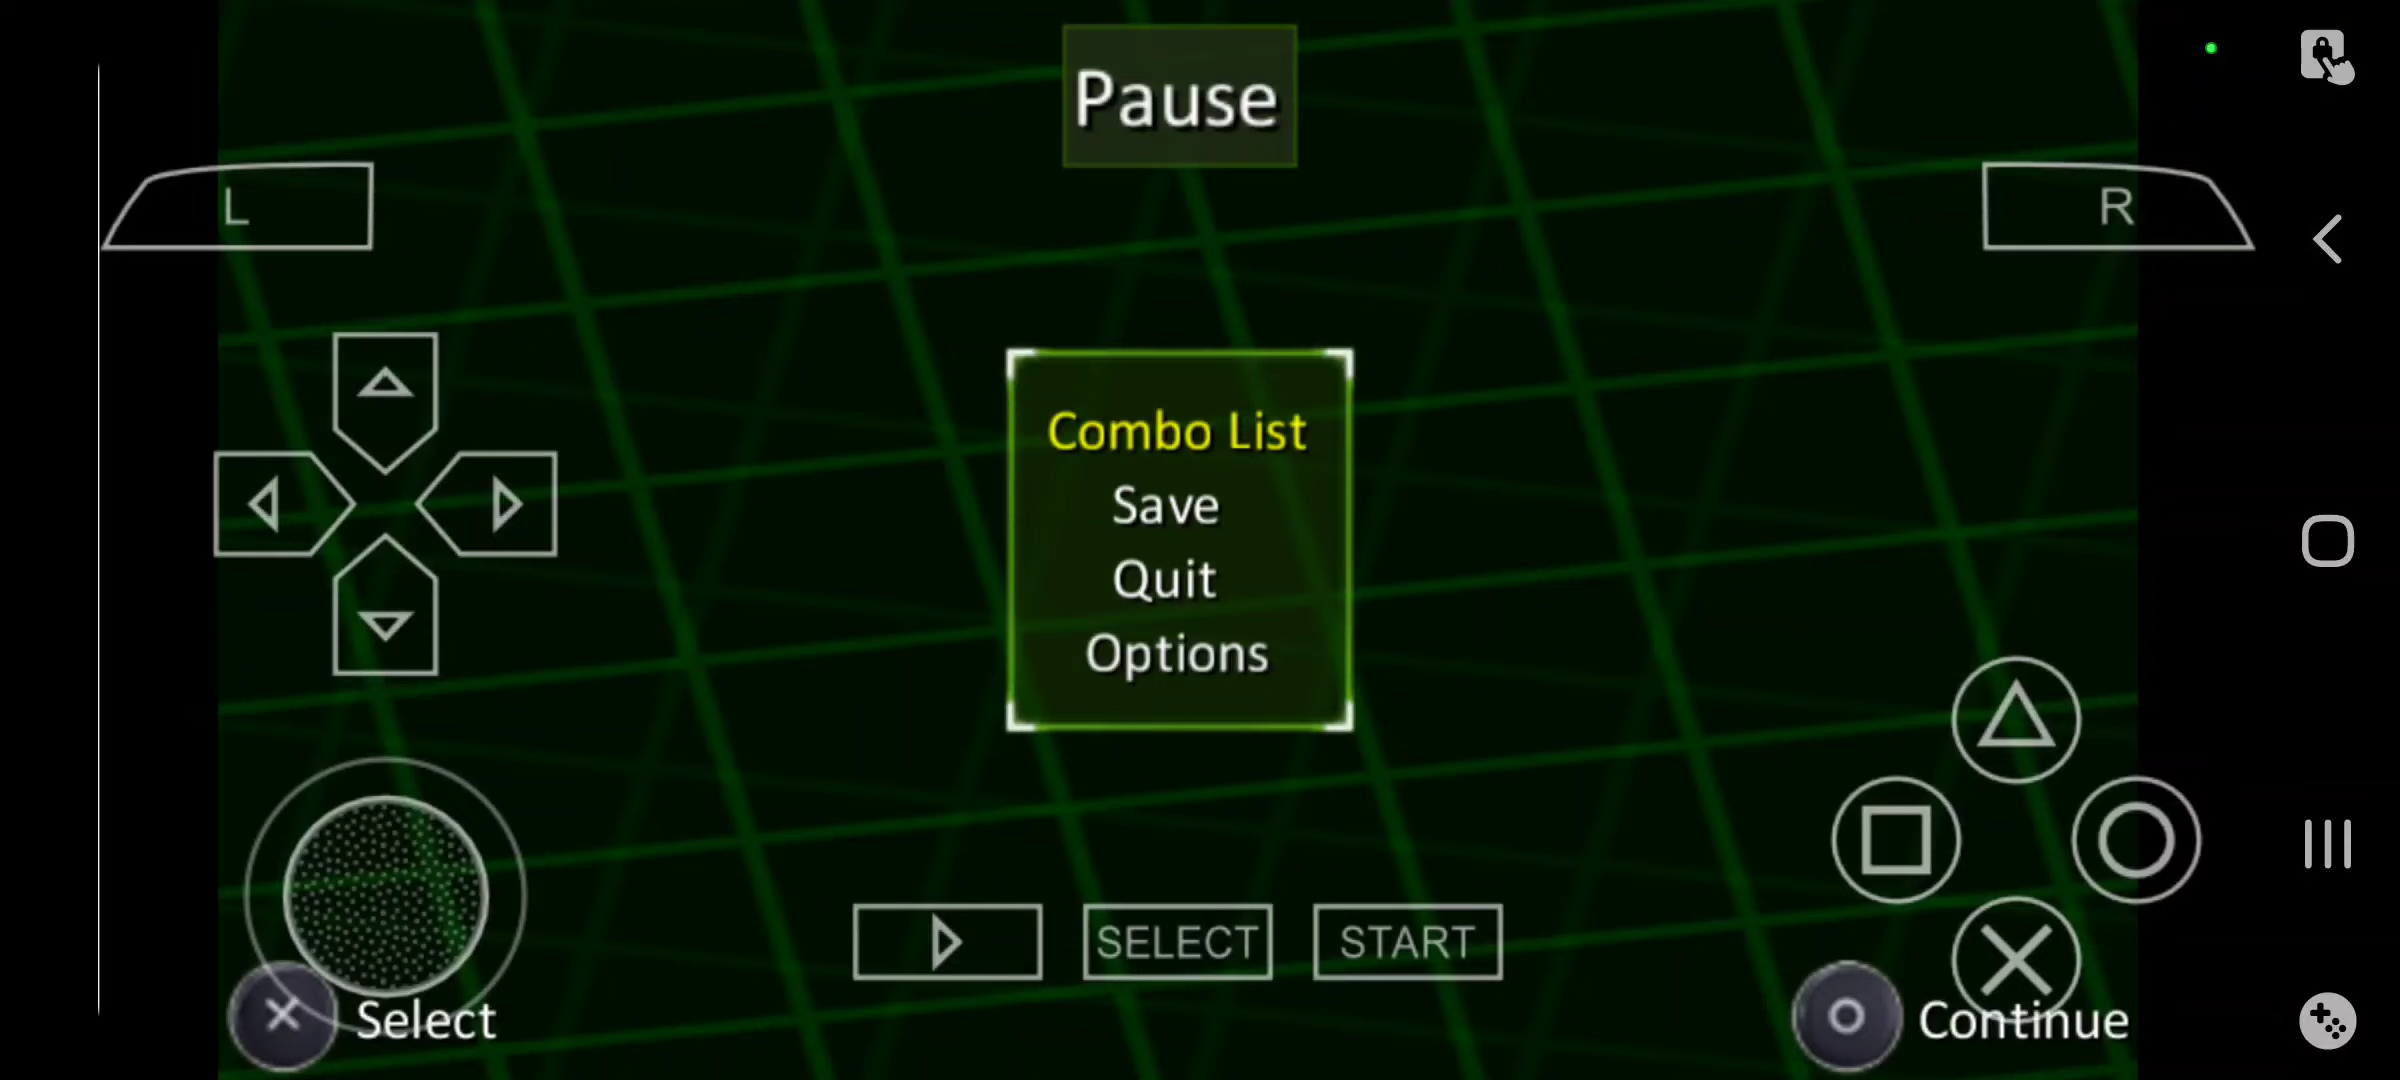 Pause
L
R
Combo List
Save
Quit
Options
SELECT
START
Select
Continue